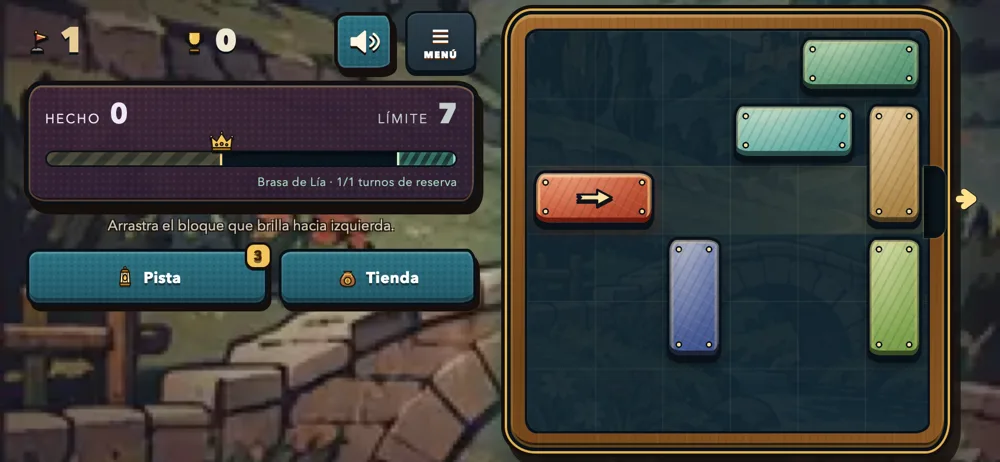 1
0
MENÚ
HECHO 0
LÍMITE 7
Brasa de Lía · 1/1 turnos de reserva
Arrastra el bloque que brilla hacia izquierda.
Pista
3
Tienda